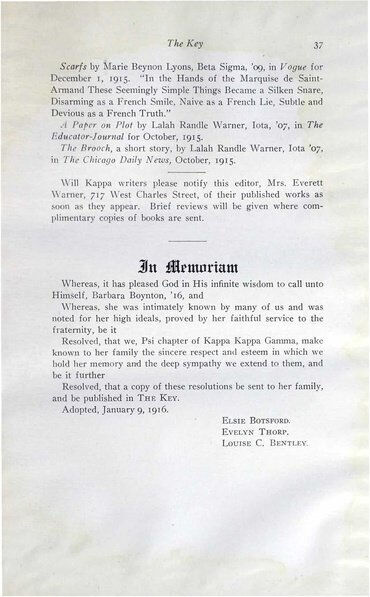 The Key 37
Scarfs by Marie Beynon Lyons, Beta Sigma, '09, in Vogue for
December 1, 1915. "In the Hands of the Marquise de Saint-
Armand These Seemingly Simple Things Became a Silken Snare,
Disarming as a French Smile, Naive as a French Lie, Subtle and
Devious as a French Truth."
A Paper on Plot by Lalah Randle Warner, Iota, '07, in The
Educator-Journal for October, 1915.
The Brooch, a short story, by Lalah Randle Warner, Iota '07,
in The Chicago Daily News, October, 1915.
Will Kappa writers please notify this editor, Mrs. Everett
Warner, 717 West Charles Street, of their published works as
soon as they appear. Brief reviews will be given where com-
plimentary copies of books are sent.
In Memoriam
Whereas, it has pleased God in His infinite wisdom to call unto
Himself, Barbara Boynton, '16, and
Whereas, she was intimately known by many of us and was
noted for her high ideals, proved by her faithful service to the
fraternity, be it
Resolved, that we, Psi chapter of Kappa Kappa Gamma, make
known to her family the sincere respect and esteem in which we
hold her memory and the deep sympathy we extend to them, and
be it further
Resolved, that a copy of these resolutions be sent to her family,
and be published in THE KEY.
Adopted, January 9, 1916.
ELSIE BOTSFORD.
EVELYN THORP,
LOUISE C. BENTLEY.